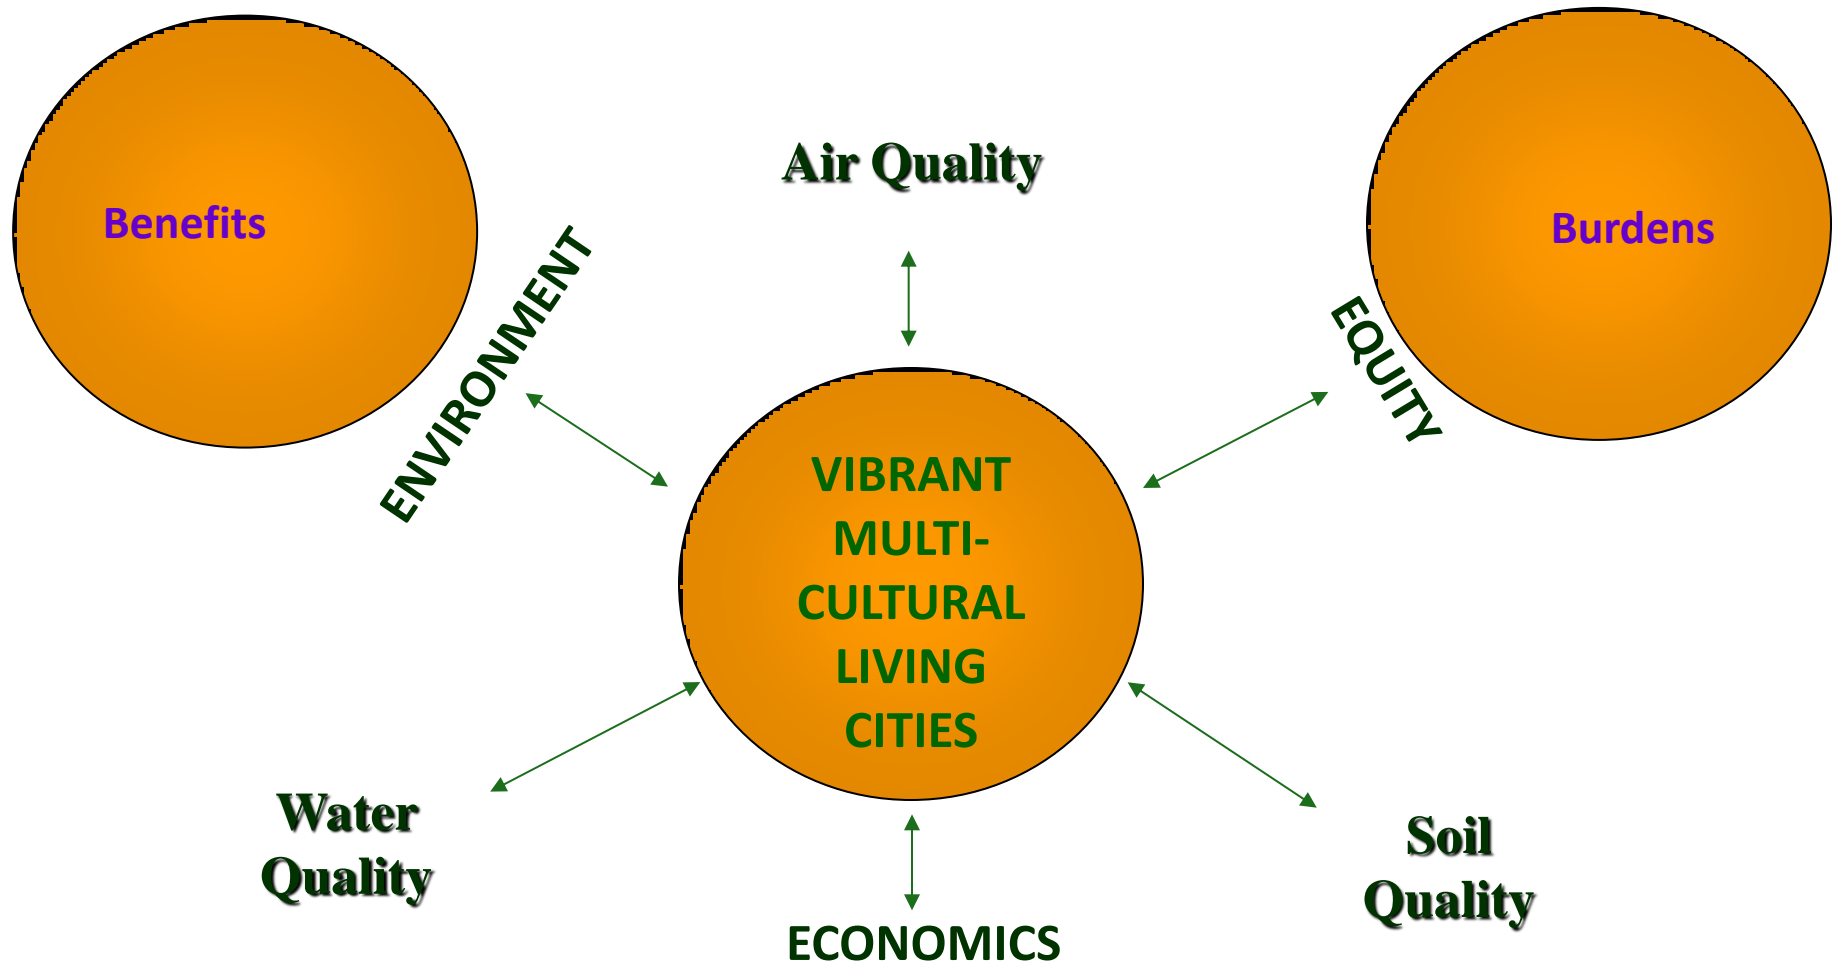 Air Quality
Benefits
Burdens
ENVIRONMENT
EQUITY
VIBRANT
MULTI-
CULTURAL
LIVING
CITIES
Water
Quality
Soil
Quality
ECONOMICS